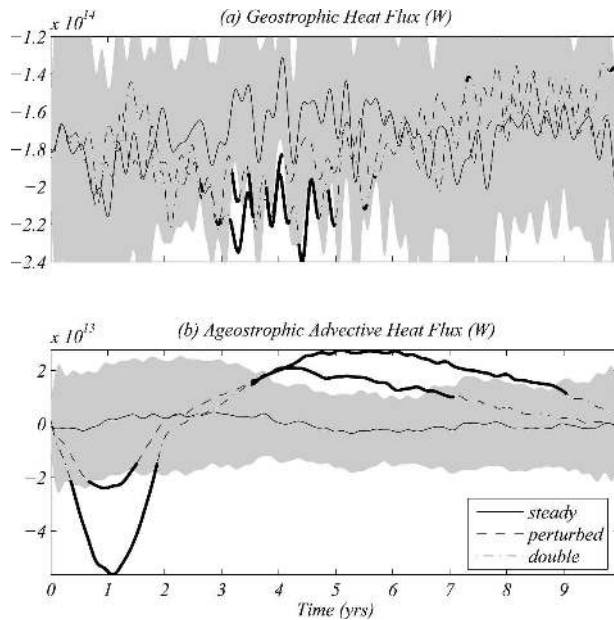 (a) Geostrophic Heat Flux (W)
x 10^14
−1.2
−1.4
−1.6
−1.8
−2
−2.2
−2.4
(b) Ageostrophic Advective Heat Flux (W)
x 10^13
2
0
−2
−4
steady
perturbed
double
0 1 2 3 4 5 6 7 8 9
Time (yrs)